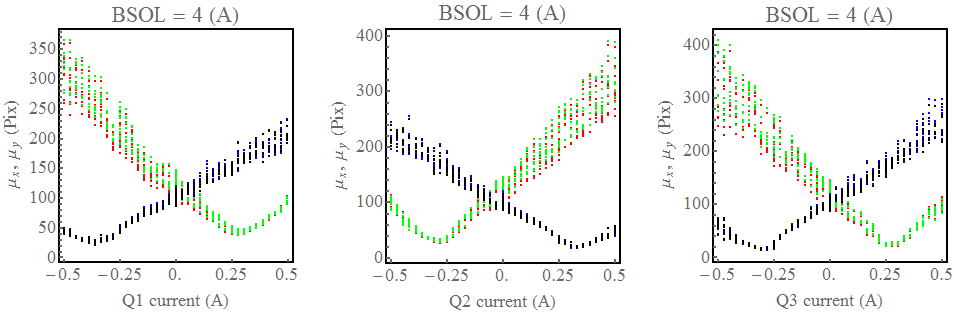 BSOL = 4 (A)
μx, μy (Pix)
350
300
250
200
150
100
50
0
−0.5 −0.25 0. 0.25 0.5
Q1 current (A)
BSOL = 4 (A)
μx, μy (Pix)
400
300
200
100
0
−0.5 −0.25 0. 0.25 0.5
Q2 current (A)
BSOL = 4 (A)
μx, μy (Pix)
400
300
200
100
0
−0.5 −0.25 0. 0.25 0.5
Q3 current (A)